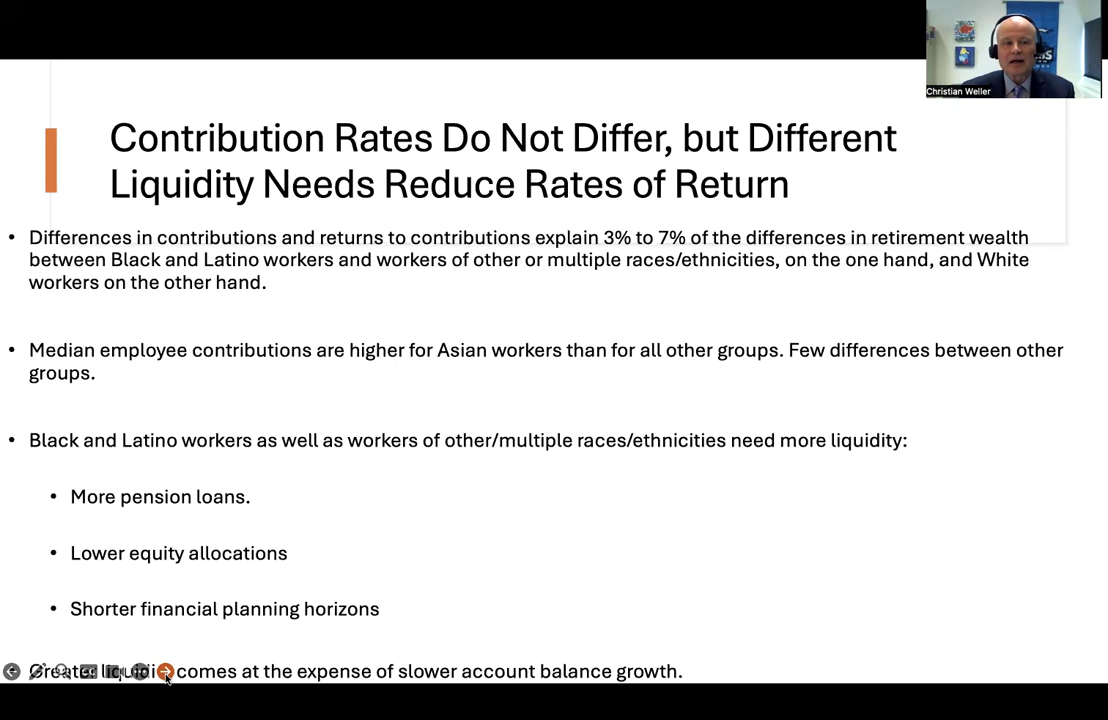 Christian Weller
Contribution Rates Do Not Differ, but Different
Liquidity Needs Reduce Rates of Return
• Differences in contributions and returns to contributions explain 3% to 7% of the differences in retirement wealth
between Black and Latino workers and workers of other or multiple races/ethnicities, on the one hand, and White
workers on the other hand.
• Median employee contributions are higher for Asian workers than for all other groups. Few differences between other
groups.
• Black and Latino workers as well as workers of other/multiple races/ethnicities need more liquidity:
• More pension loans.
• Lower equity allocations
• Shorter financial planning horizons
Greater liquidity comes at the expense of slower account balance growth.